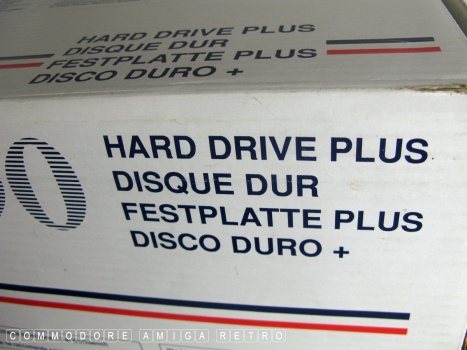 HARD DRIVE PLUS
DISQUE DUR
FESTPLATTE PLUS
DISCO DURO +
0
HARD DRIVE PLUS
DISQUE DUR
FESTPLATTE PLUS
DISCO DURO +
COMMODORE AMIGA RETRO